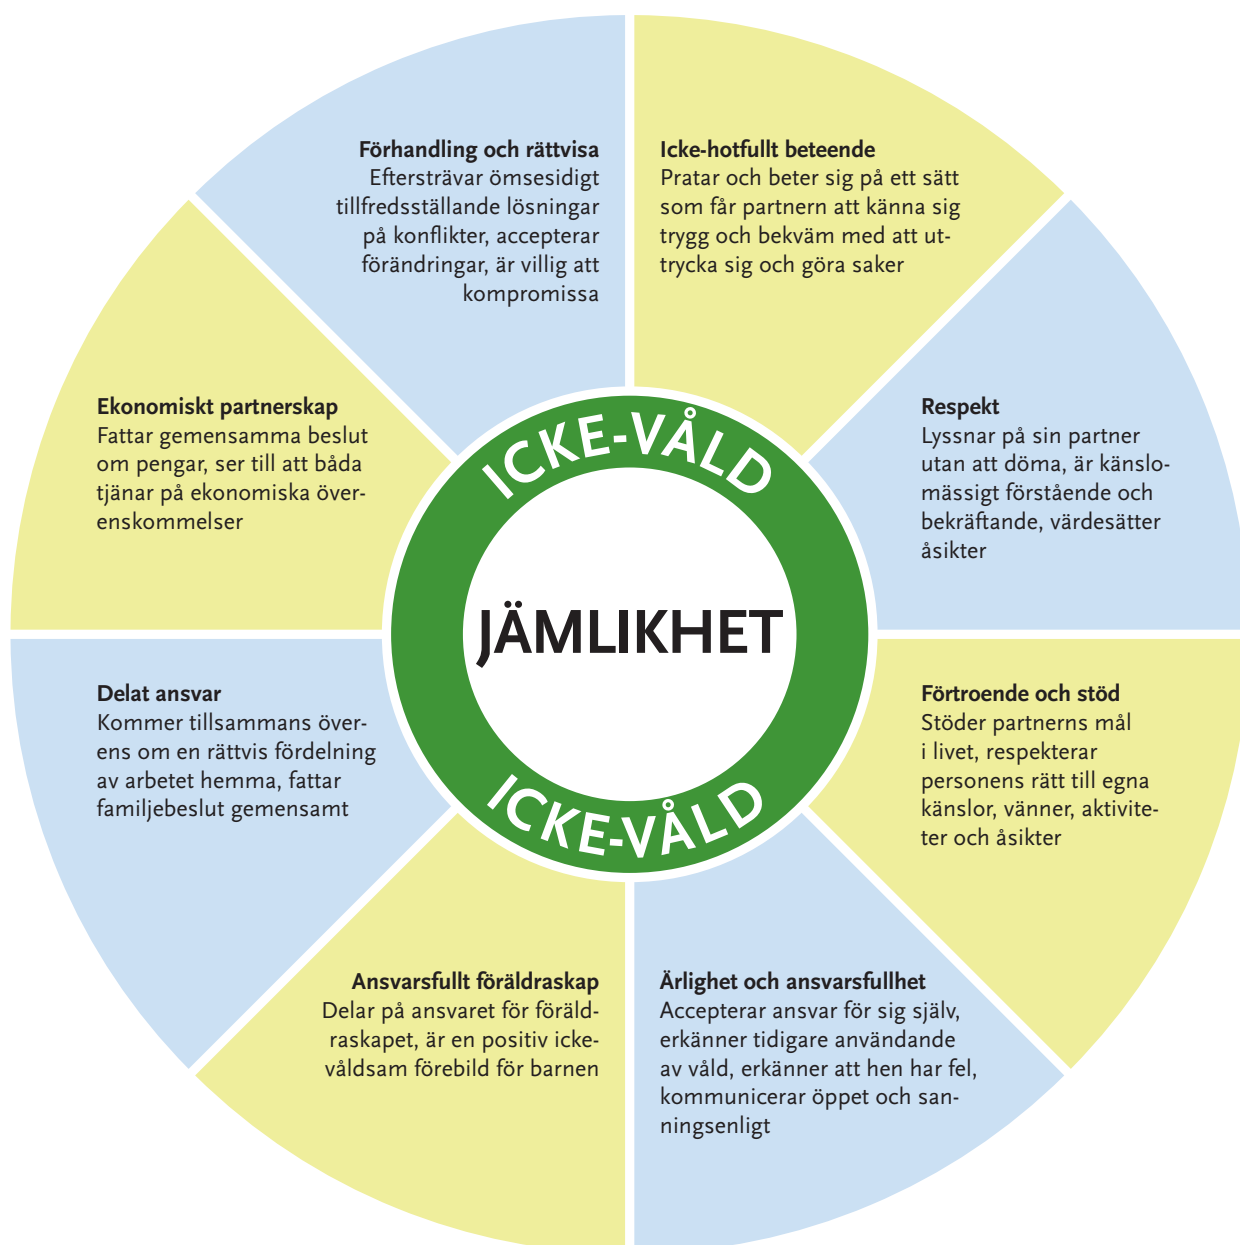 Förhandling och rättvisa
Eftersträvar ömsesidigt
tillfredsställande lösningar
på konflikter, accepterar
förändringar, är villig att
kompromissa
Icke-hotfullt beteende
Pratar och beter sig på ett sätt
som får partnern att känna sig
trygg och bekväm med att ut-
trycka sig och göra saker
Ekonomiskt partnerskap
Fattar gemensamma beslut
om pengar, ser till att båda
tjänar på ekonomiska över-
enskommelser
Respekt
Lyssnar på sin partner
utan att döma, är känslo-
mässigt förstående och
bekräftande, värdesätter
åsikter
ICKE-VÅLD
JÄMLIKHET
ICKE-VÅLD
Delat ansvar
Kommer tillsammans över-
ens om en rättvis fördelning
av arbetet hemma, fattar
familjebeslut gemensamt
Förtroende och stöd
Stöder partnerns mål
i livet, respekterar
personens rätt till egna
känslor, vänner, aktivite-
ter och åsikter
Ansvarsfullt föräldraskap
Delar på ansvaret för föräld-
raskapet, är en positiv icke-
våldsam förebild för barnen
Ärlighet och ansvarsfullhet
Accepterar ansvar för sig själv,
erkänner tidigare användande
av våld, erkänner att hen har fel,
kommunicerar öppet och san-
ningsenligt